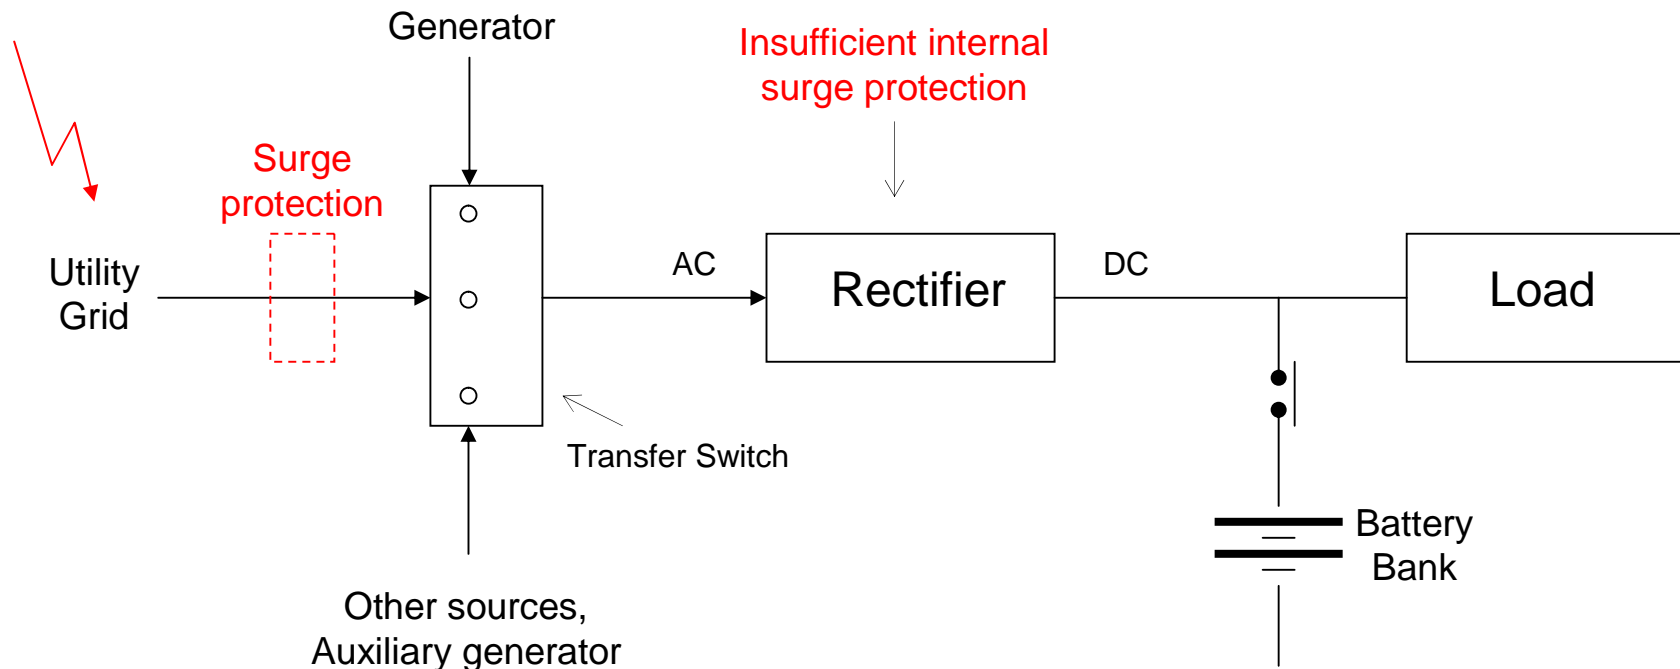 Generator
Insufficient internal
surge protection
Surge
protection
Utility
Grid
AC
Rectifier
DC
Load
Transfer Switch
Battery
Bank
Other sources,
Auxiliary generator